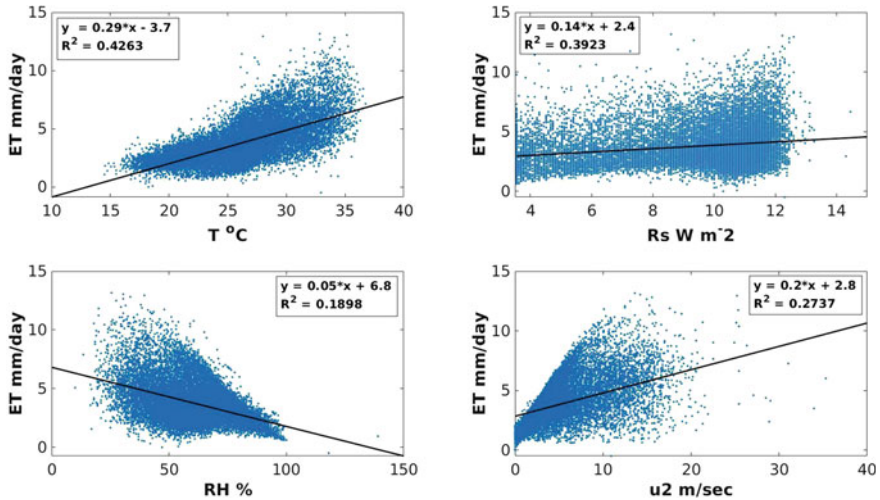 y = 0.29*x - 3.7
R² = 0.4263
ET mm/day
15
10
5
0
10
15
20
25
30
35
40
T °C
y = 0.14*x + 2.4
R² = 0.3923
ET mm/day
15
10
5
0
4
6
8
10
12
14
Rs W m⁻2
y = 0.05*x + 6.8
R² = 0.1898
ET mm/day
15
10
5
0
0
50
100
150
RH %
y = 0.2*x + 2.8
R² = 0.2737
ET mm/day
15
10
5
0
0
10
20
30
40
u2 m/sec